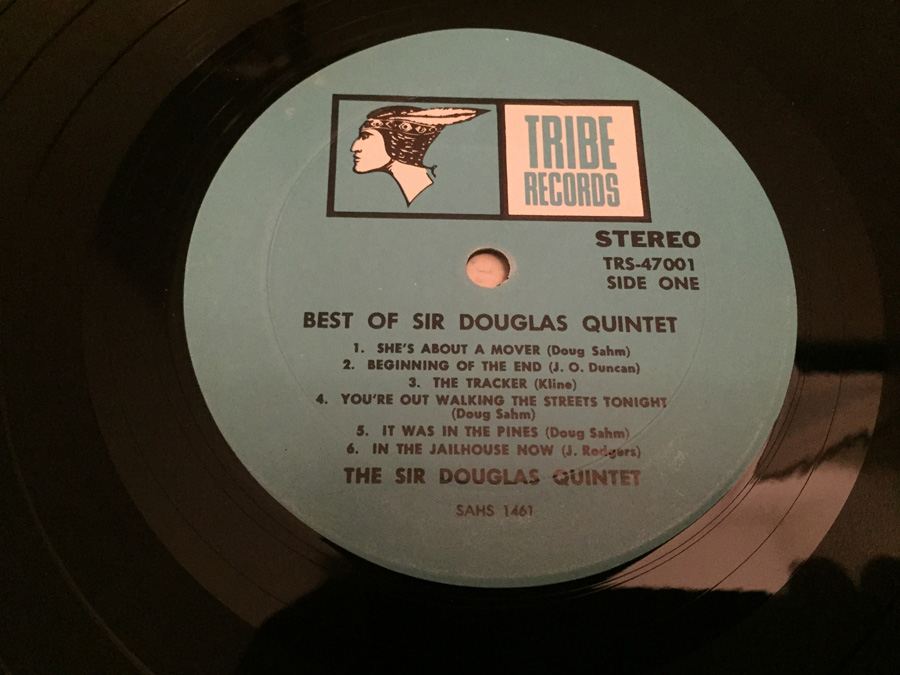 TRIBE
RECORDS
STEREO
TRS-47001
SIDE ONE
BEST OF SIR DOUGLAS QUINTET
1. SHE'S ABOUT A MOVER (Doug Sahm)
2. BEGINNING OF THE END (J. O. Duncan)
3. THE TRACKER (Kline)
4. YOU'RE OUT WALKING THE STREETS TONIGHT
(Doug Sahm)
5. IT WAS IN THE PINES (Doug Sahm)
6. IN THE JAILHOUSE NOW (J. Rodgers)
THE SIR DOUGLAS QUINTET
SAHS 1461